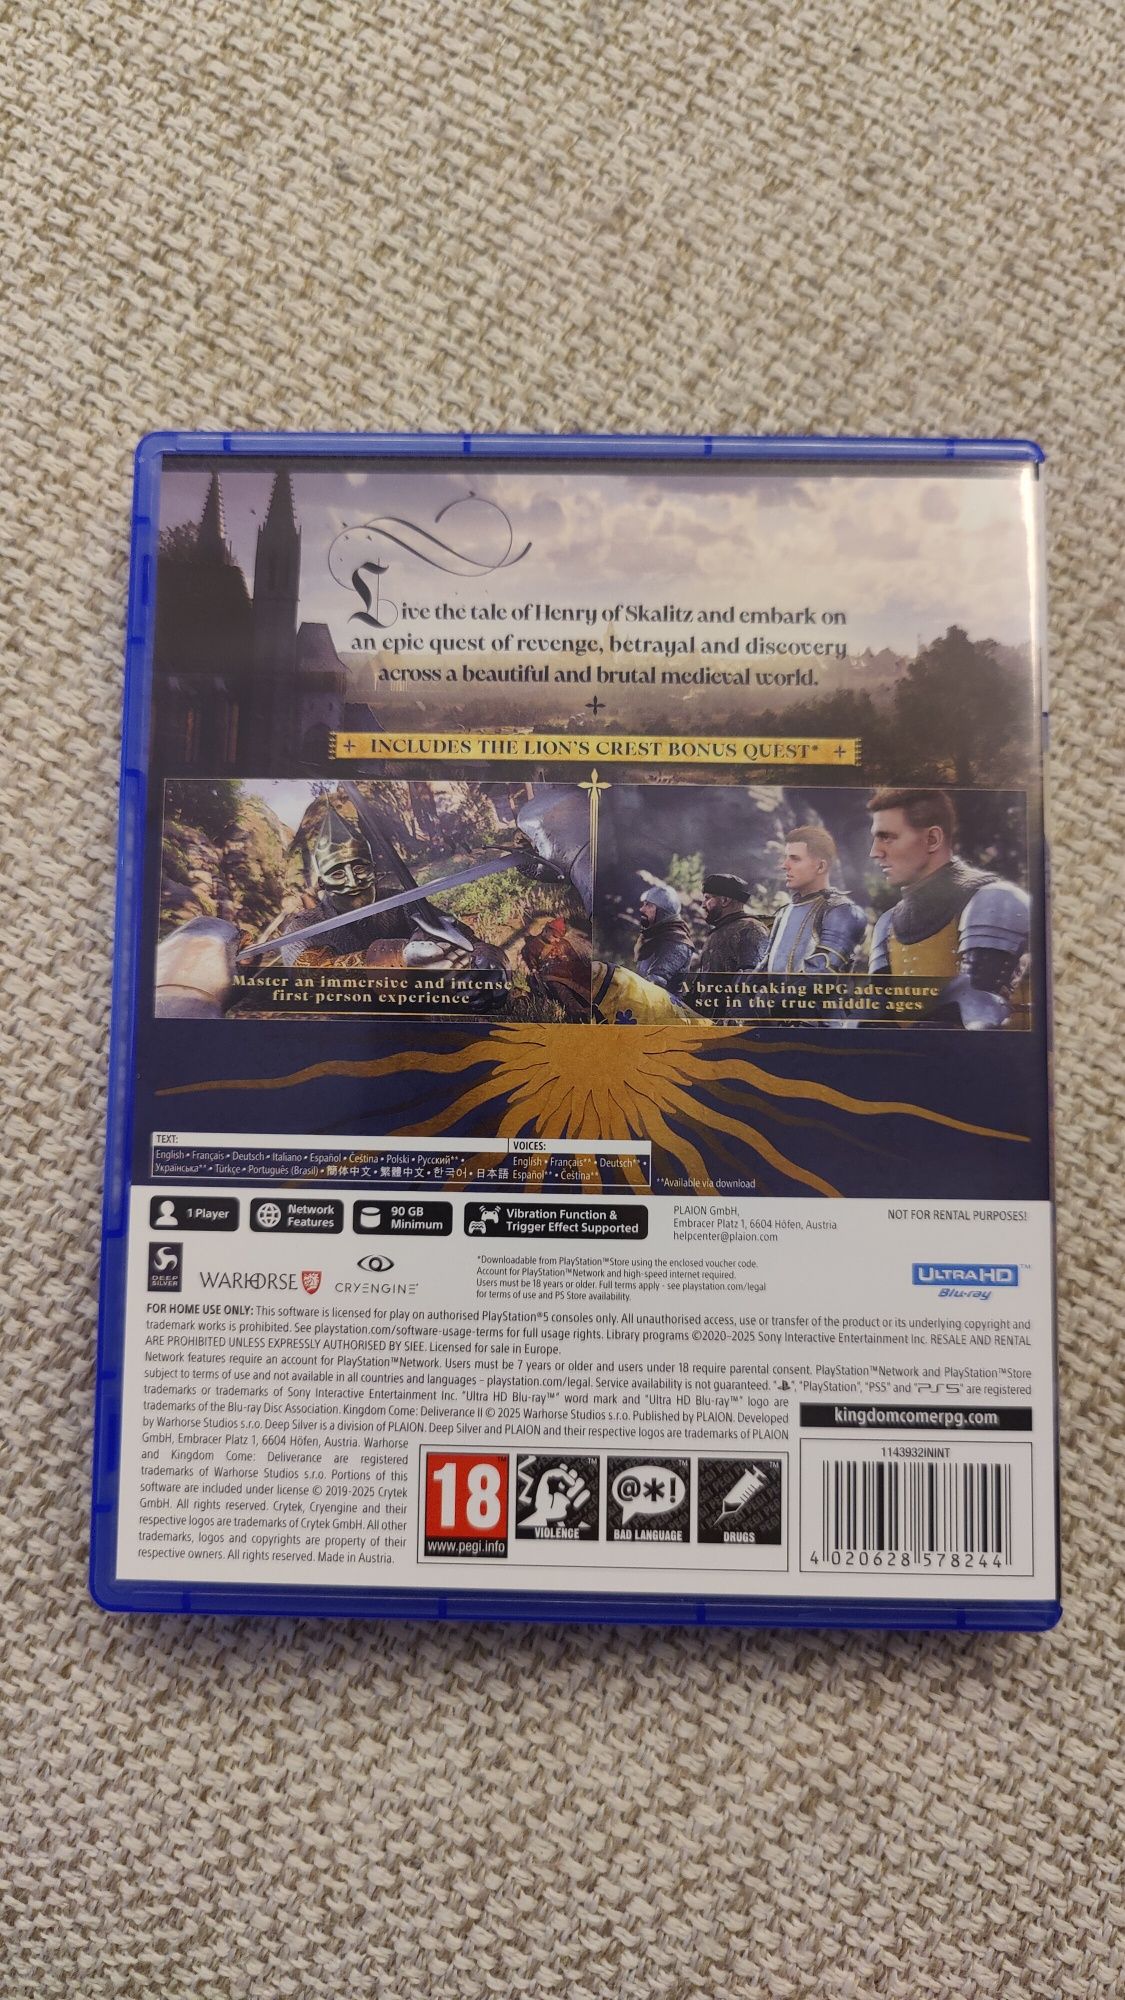 Live the tale of Henry of Skalitz and embark on
an epic quest of revenge, betrayal and discovery
across a beautiful and brutal medieval world.
INCLUDES THE LION'S CREST BONUS QUEST*
Master an immersive and intense
first-person experience
A breathtaking RPG adventure
set in the true middle ages
TEXT:
English • Français • Deutsch • Italiano • Español • Čeština • Polski • Русский** •
Українська** • Türkçe • Português (Brasil) • 簡体中文 • 繁體中文 • 한국어 • 日本語
VOICES:
English • Français** • Deutsch** •
Español** • Čeština**
**Available via download
1 Player
Network
Features
90 GB
Minimum
Vibration Function &
Trigger Effect Supported
PLAION GmbH,
Embracer Platz 1, 6604 Höfen, Austria
helpcenter@plaion.com
NOT FOR RENTAL PURPOSES!
DEEP
SILVER
WARHORSE
CRYENGINE®
*Downloadable from PlayStation™Store using the enclosed voucher code.
Account for PlayStation™Network and high-speed internet required.
Users must be 18 years or older. Full terms apply - see playstation.com/legal
for terms of use and PS Store availability.
ULTRA HD™
Blu-ray
FOR HOME USE ONLY: This software is licensed for play on authorised PlayStation®5 consoles only. All unauthorised access, use or transfer of the product or its underlying copyright and
trademark works is prohibited. See playstation.com/software-usage-terms for full usage rights. Library programs ©2020-2025 Sony Interactive Entertainment Inc. RESALE AND RENTAL
ARE PROHIBITED UNLESS EXPRESSLY AUTHORISED BY SIEE. Licensed for sale in Europe.
Network features require an account for PlayStation™Network. Users must be 7 years or older and users under 18 require parental consent. PlayStation™Network and PlayStation™Store
subject to terms of use and not available in all countries and languages – playstation.com/legal. Service availability is not guaranteed. "", "PlayStation", "PS5" and "PS5" are registered
trademarks or trademarks of Sony Interactive Entertainment Inc. "Ultra HD Blu-ray™" word mark and "Ultra HD Blu-ray™" logo are
trademarks of the Blu-ray Disc Association. Kingdom Come: Deliverance II © 2025 Warhorse Studios s.r.o. Published by PLAION. Developed
by Warhorse Studios s.r.o. Deep Silver is a division of PLAION. Deep Silver and PLAION and their respective logos are trademarks of PLAION
GmbH, Embracer Platz 1, 6604 Höfen, Austria. Warhorse
and Kingdom Come: Deliverance are registered
trademarks of Warhorse Studios s.r.o. Portions of this
software are included under license © 2019-2025 Crytek
GmbH. All rights reserved. Crytek, Cryengine and their
respective logos are trademarks of Crytek GmbH. All other
trademarks, logos and copyrights are property of their
respective owners. All rights reserved. Made in Austria.
18
www.pegi.info
VIOLENCE
@*!
BAD LANGUAGE
DRUGS
kingdomcomerpg.com
1143932ININT
4 020628 578244